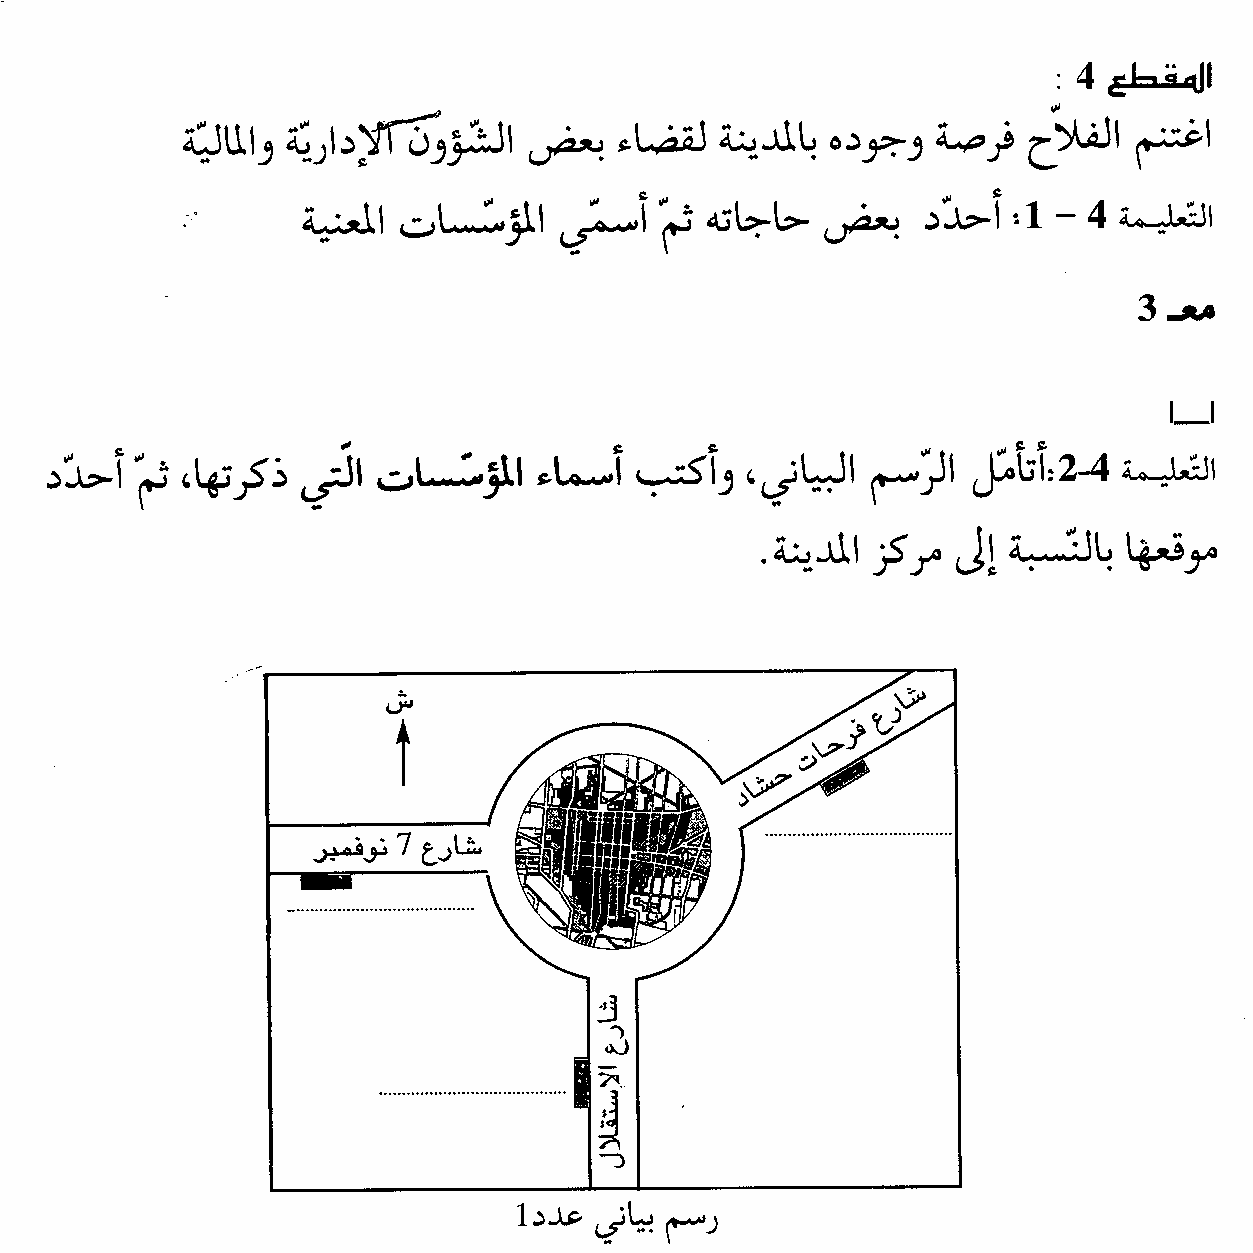 المقطع 4 :
اغتنم الفلاّح فرصة وجوده بالمدينة لقضاء بعض الشّؤون الإداريّة والماليّة
التّعليمة 4 – 1: أحدّد بعض حاجاته ثمّ أسمّي المؤسّسات المعنية
معـ 3
التّعليمة 4-2: أتأمّل الرّسم البياني، وأكتب أسماء المؤسّسات الّتي ذكرتها، ثمّ أحدّد
موقعها بالنّسبة إلى مركز المدينة.
ش
شارع فرحات حشاد
شارع 7 نوفمبر
شارع الإستقلال
رسم بياني عدد1